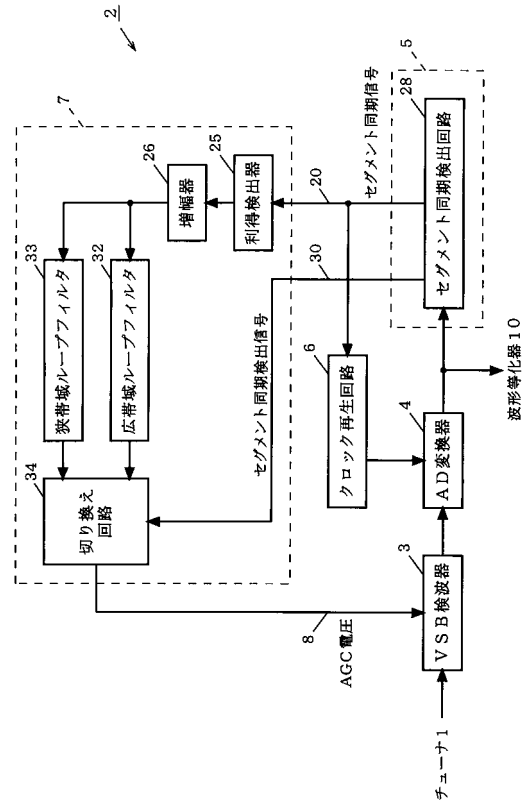 2
7
34
切り換え
回路
33
狭帯域ループフィルタ
32
広帯域ループフィルタ
26
増幅器
25
利得検出器
セグメント同期検出信号
30
20
セグメント同期信号
8
AGC電圧
6
クロック再生回路
5
28
セグメント同期検出回路
チューナ1
3
VSB検波器
4
AD変換器
波形等化器10